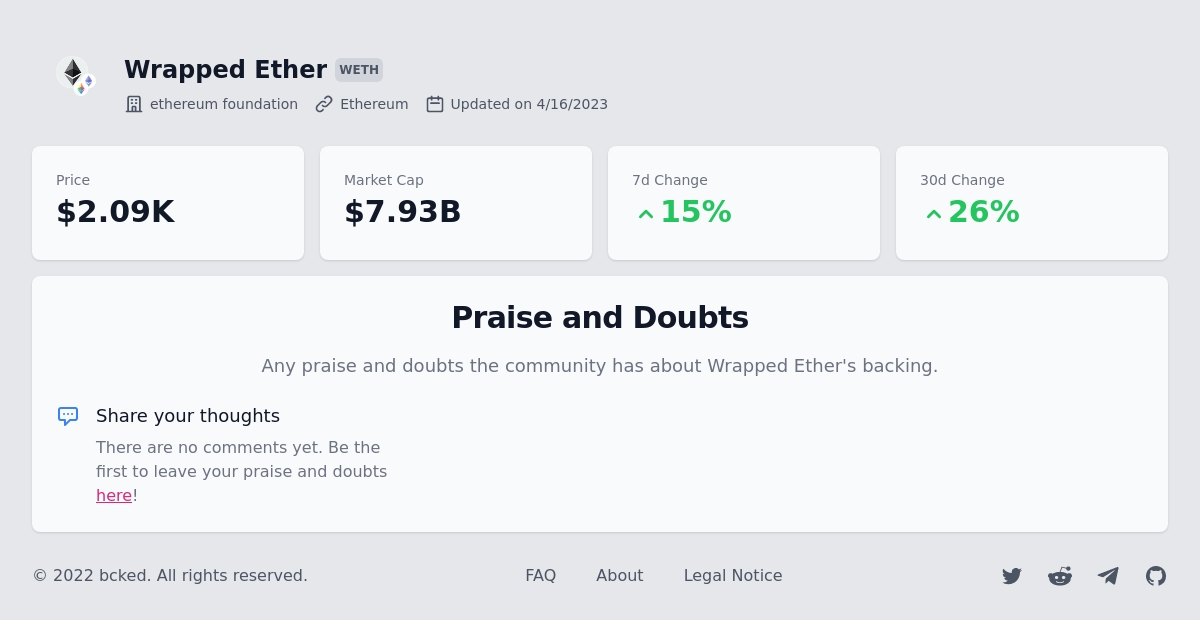 Wrapped Ether WETH
ethereum foundation Ethereum Updated on 4/16/2023
Price
$2.09K
Market Cap
$7.93B
7d Change
15%
30d Change
26%
Praise and Doubts
Any praise and doubts the community has about Wrapped Ether's backing.
Share your thoughts
There are no comments yet. Be the
first to leave your praise and doubts
here!
© 2022 bcked. All rights reserved. FAQ About Legal Notice